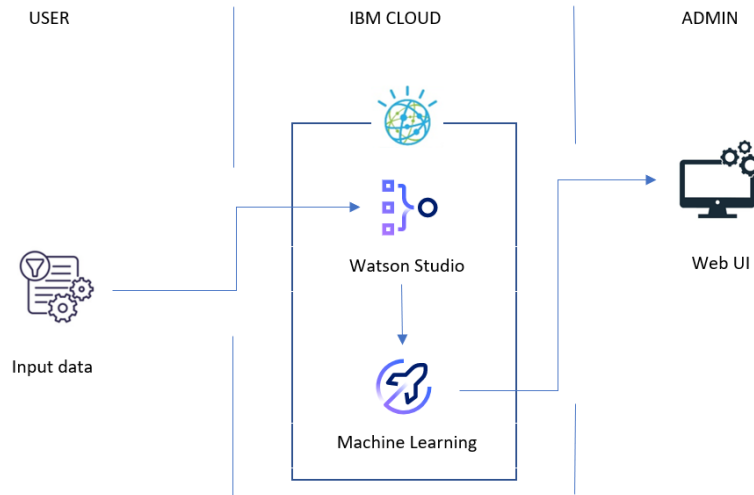 USER
IBM CLOUD
ADMIN
Watson Studio
Web UI
Input data
Machine Learning